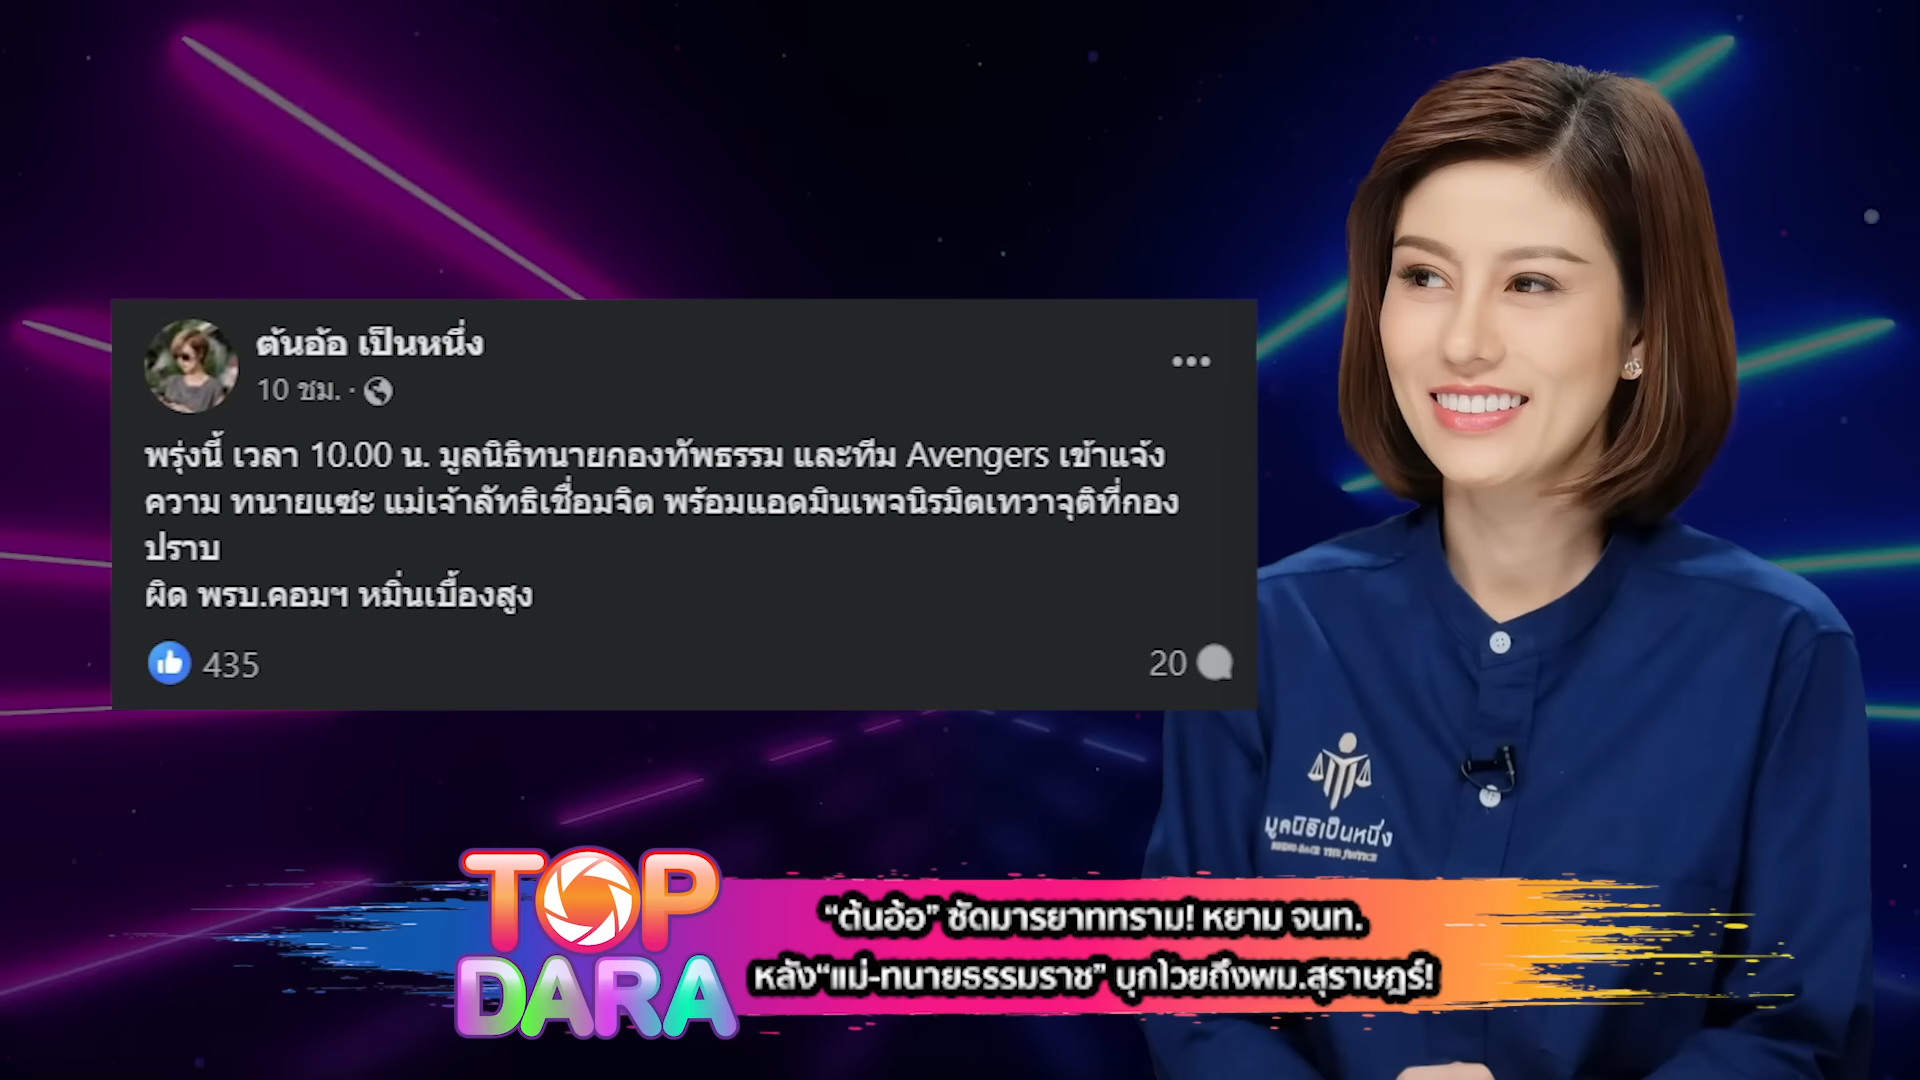 ต้นอ้อ เป็นหนึ่ง
10 ชม. ·
พรุ่งนี้ เวลา 10.00 น. มูลนิธิทนายกองทัพธรรม และทีม Avengers เข้าแจ้ง
ความ ทนายแซะ แม่เจ้าลัทธิเชื่อมจิต พร้อมแอดมินเพจนิรมิตเทวาจุติที่กอง
ปราบ
ผิด พรบ.คอมฯ หมิ่นเบื้องสูง
435
20
มูลนิธิเป็นหนึ่ง
TOP
DARA
“ต้นอ้อ” ซัดมารยาททราม! หยาม จนท.
หลัง“แม่-ทนายธรรมราช” บุกโวยถึงพม.สุราษฎร์!